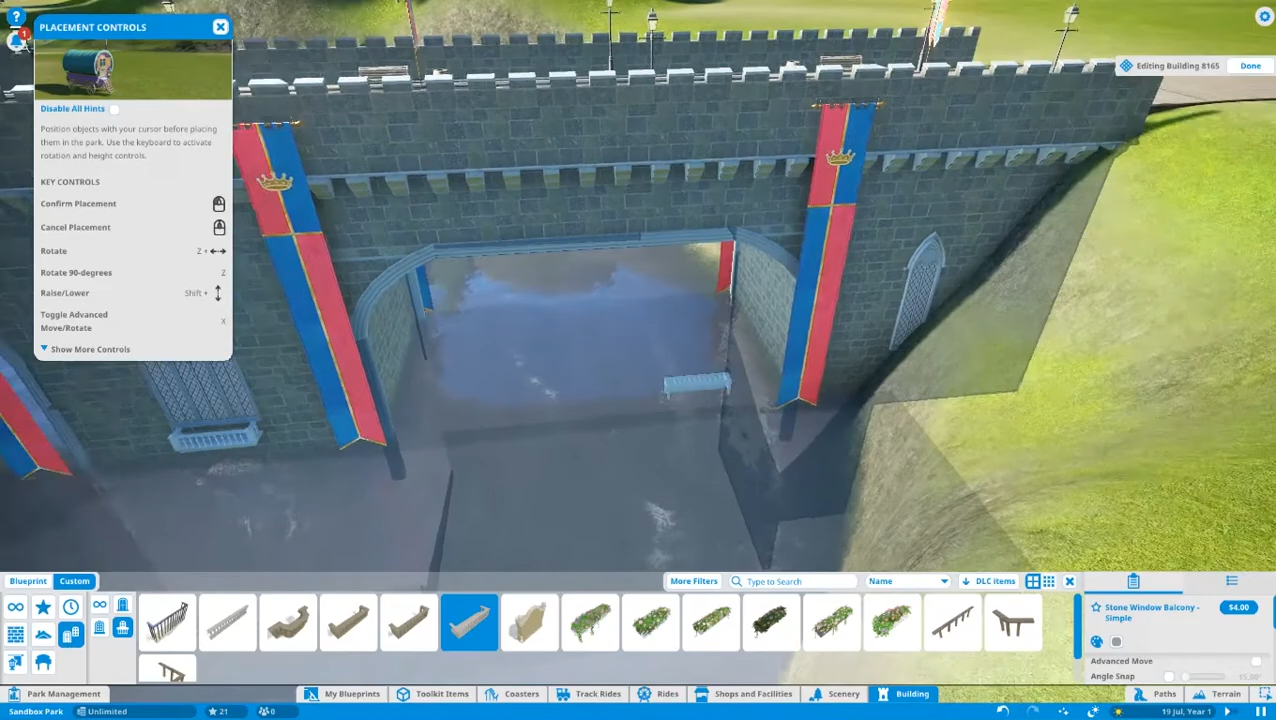 ?
1
PLACEMENT CONTROLS
Disable All Hints
Position objects with your cursor before placing
them in the park. Use the keyboard to activate
rotation and height controls.
KEY CONTROLS
Confirm Placement
Cancel Placement
Rotate Z +
Rotate 90-degrees Z
Raise/Lower Shift +
Toggle Advanced
Move/Rotate X
Show More Controls
Editing Building 8165 Done
Blueprint Custom
More Filters Type to Search Name DLC items
Stone Window Balcony -
Simple
$4.00
Advanced Move
Angle Snap 15.00°
Park Management My Blueprints Toolkit Items Coasters Track Rides Rides Shops and Facilities Scenery Building Paths Terrain
Sandbox Park Unlimited 21 0 19 Jul, Year 1